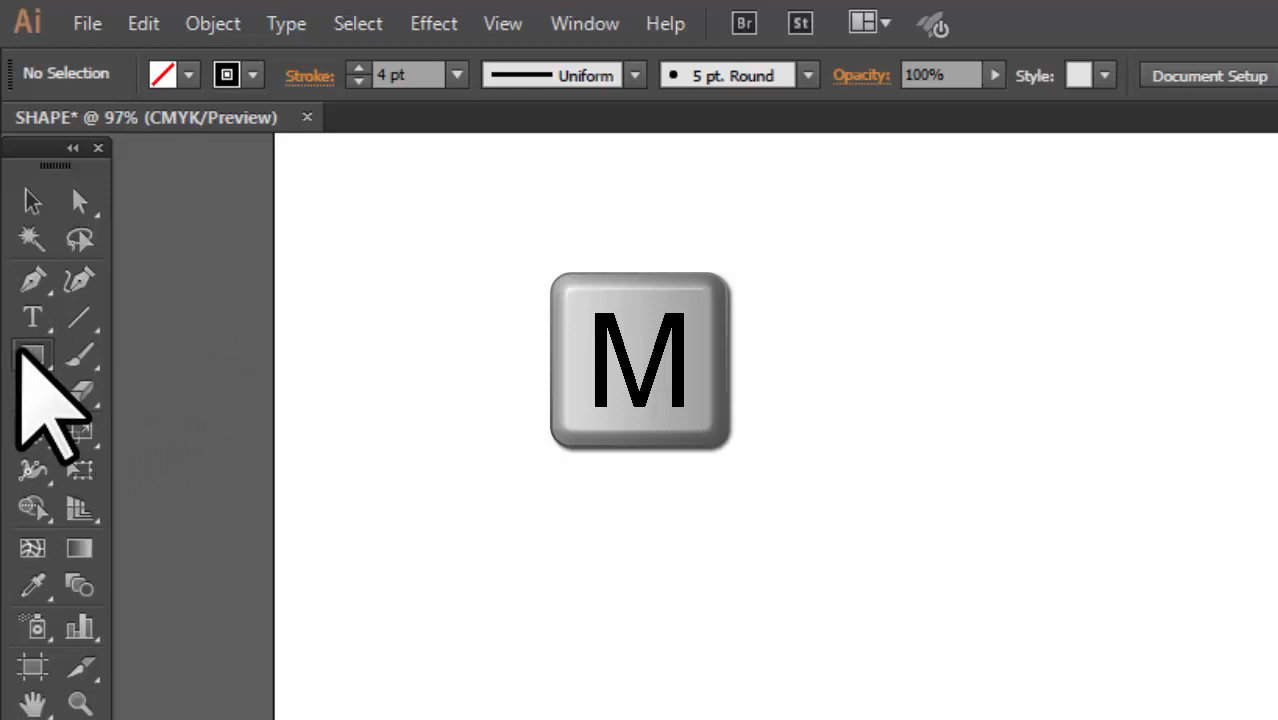 Ai File Edit Object Type Select Effect View Window Help Br St
No Selection Stroke: 4 pt Uniform 5 pt. Round Opacity: 100% Style: Document Setup
SHAPE* @ 97% (CMYK/Preview) ×
T
M